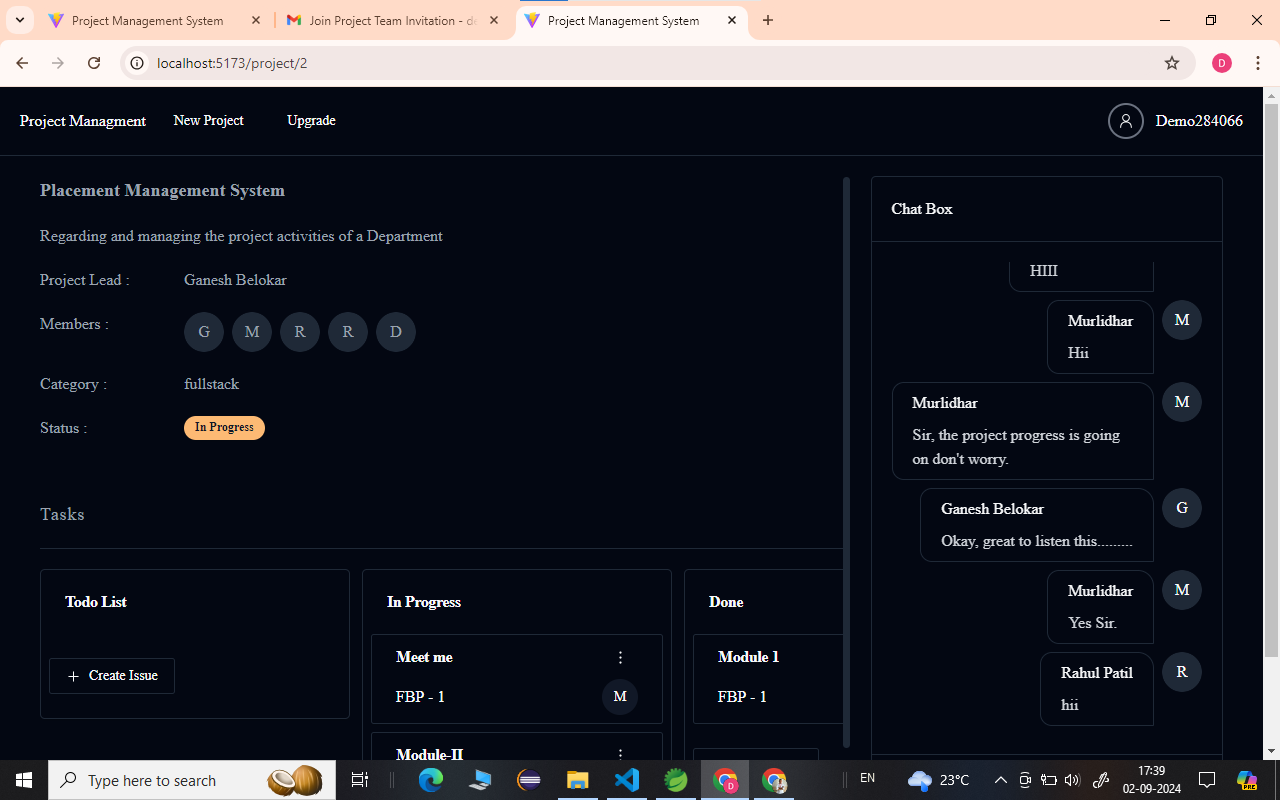 Project Management System
Join Project Team Invitation - de
Project Management System
localhost:5173/project/2
D
Project Managment
New Project
Upgrade
Demo284066
Placement Management System
Regarding and managing the project activities of a Department
Project Lead :
Ganesh Belokar
Members :
G
M
R
R
D
Category :
fullstack
Status :
In Progress
Tasks
Todo List
Create Issue
In Progress
Meet me
FBP - 1
M
Module-II
Done
Module 1
FBP - 1
Chat Box
HIII
Murlidhar
Hii
M
Murlidhar
Sir, the project progress is going
on don't worry.
M
Ganesh Belokar
Okay, great to listen this.........
G
Murlidhar
Yes Sir.
M
Rahul Patil
hii
R
Type here to search
D
EN
23°C
17:39
02-09-2024
PRE